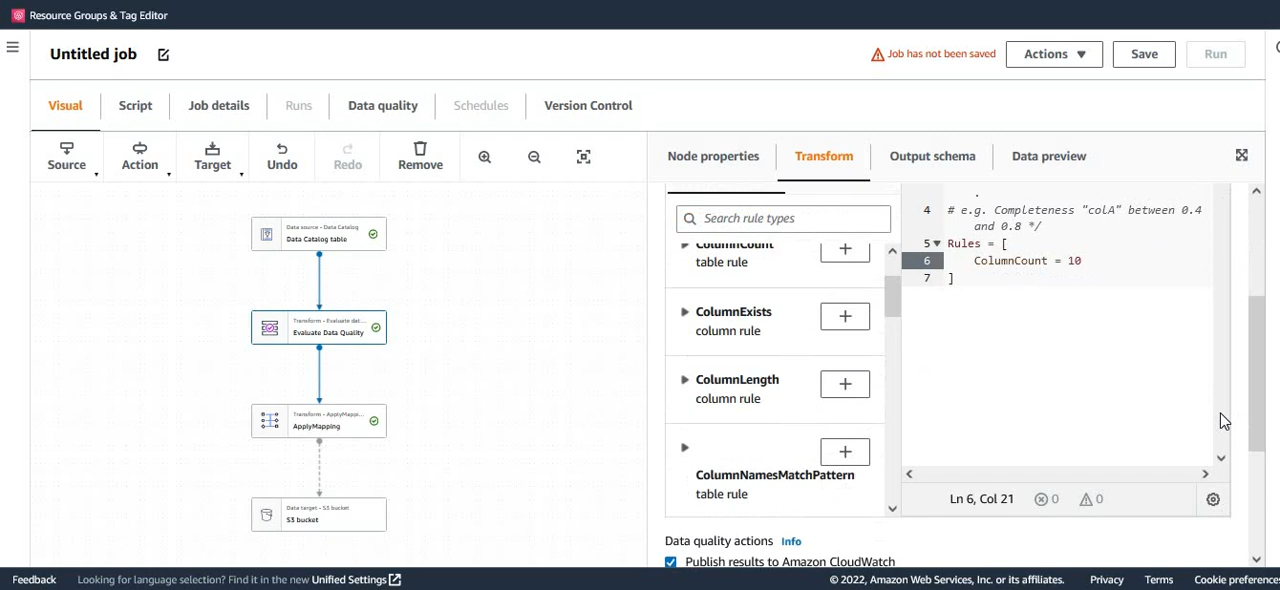 Resource Groups & Tag Editor
Untitled job
Job has not been saved
Actions
Save
Run
Visual
Script
Job details
Runs
Data quality
Schedules
Version Control
Source
Action
Target
Undo
Redo
Remove
Node properties
Transform
Output schema
Data preview
Data source - Data Catalog
Data Catalog table
Transform - Evaluate dat...
Evaluate Data Quality
Transform - ApplyMapp...
ApplyMapping
Data target - S3 bucket
S3 bucket
Search rule types
ColumnCount
table rule
ColumnExists
column rule
ColumnLength
column rule
ColumnNamesMatchPattern
table rule
4 # e.g. Completeness "colA" between 0.4
and 0.8 */
5 Rules = [
6 ColumnCount = 10
7 ]
Ln 6, Col 21
0
0
Data quality actions Info
Publish results to Amazon CloudWatch
Feedback
Looking for language selection? Find it in the new Unified Settings
© 2022, Amazon Web Services, Inc. or its affiliates.
Privacy
Terms
Cookie preferences